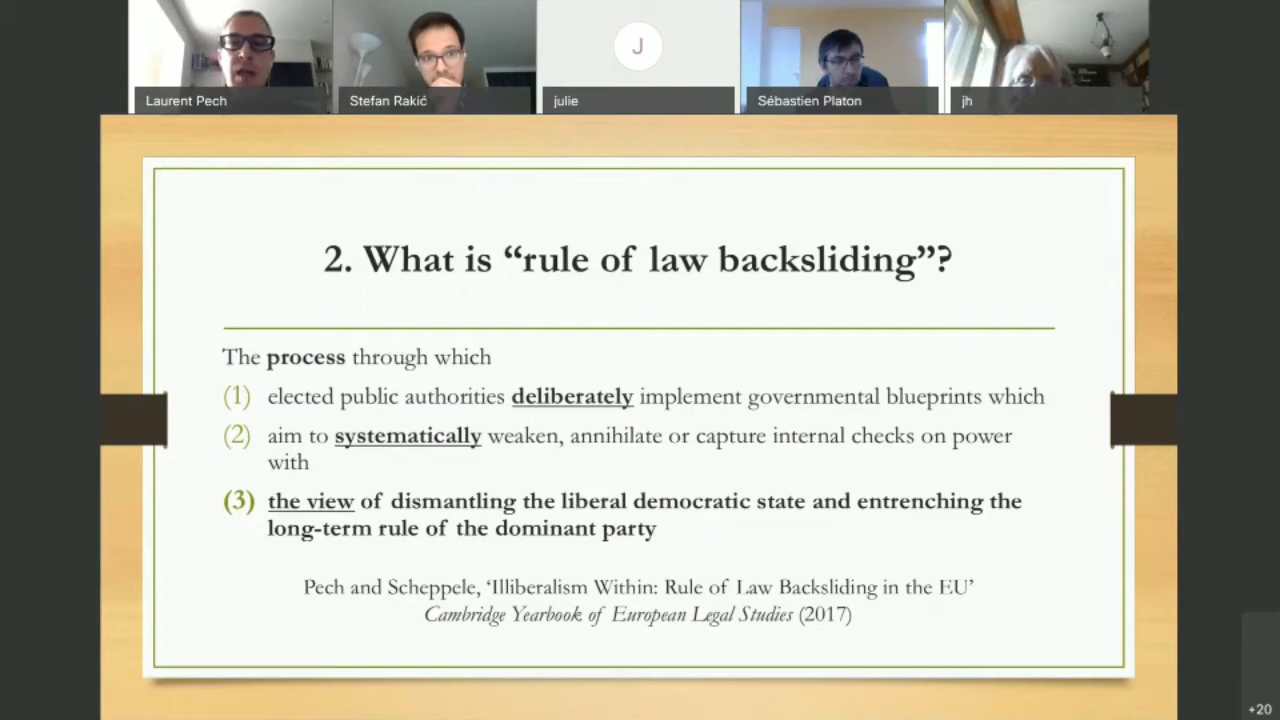 Laurent Pech
Stefan Rakić
J
julie
Sébastien Platon
jh
2. What is “rule of law backsliding”?
The process through which
(1) elected public authorities deliberately implement governmental blueprints which
(2) aim to systematically weaken, annihilate or capture internal checks on power
with
(3) the view of dismantling the liberal democratic state and entrenching the
long-term rule of the dominant party
Pech and Scheppele, ‘Illiberalism Within: Rule of Law Backsliding in the EU’
Cambridge Yearbook of European Legal Studies (2017)
+20